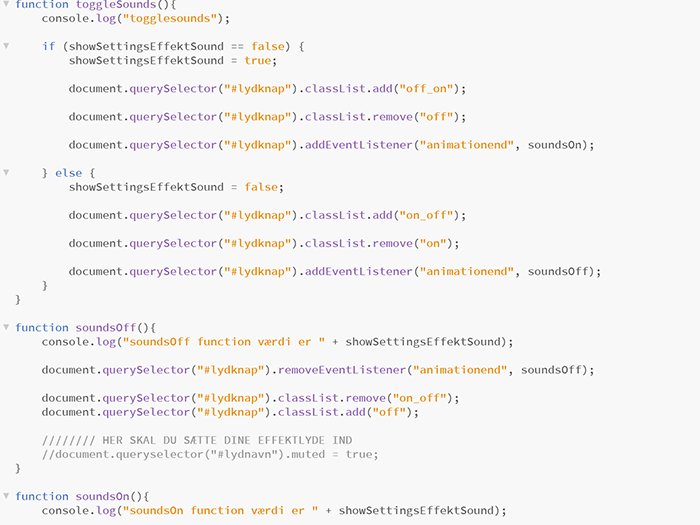 function toggleSounds(){
console.log("togglesounds");
if (showSettingsEffektSound == false) {
showSettingsEffektSound = true;
document.querySelector("#lydknap").classList.add("off_on");
document.querySelector("#lydknap").classList.remove("off");
document.querySelector("#lydknap").addEventListener("animationend", soundsOn);
} else {
showSettingsEffektSound = false;
document.querySelector("#lydknap").classList.add("on_off");
document.querySelector("#lydknap").classList.remove("on");
document.querySelector("#lydknap").addEventListener("animationend", soundsOff);
}
}
function soundsOff(){
console.log("soundsOff function værdi er " + showSettingsEffektSound);
document.querySelector("#lydknap").removeEventListener("animationend", soundsOff);
document.querySelector("#lydknap").classList.remove("on_off");
document.querySelector("#lydknap").classList.add("off");
//////// HER SKAL DU SÆTTE DINE EFFEKTLYDE IND
//document.queryselector("#lydnavn").muted = true;
}
function soundsOn(){
console.log("soundsOn function værdi er " + showSettingsEffektSound);